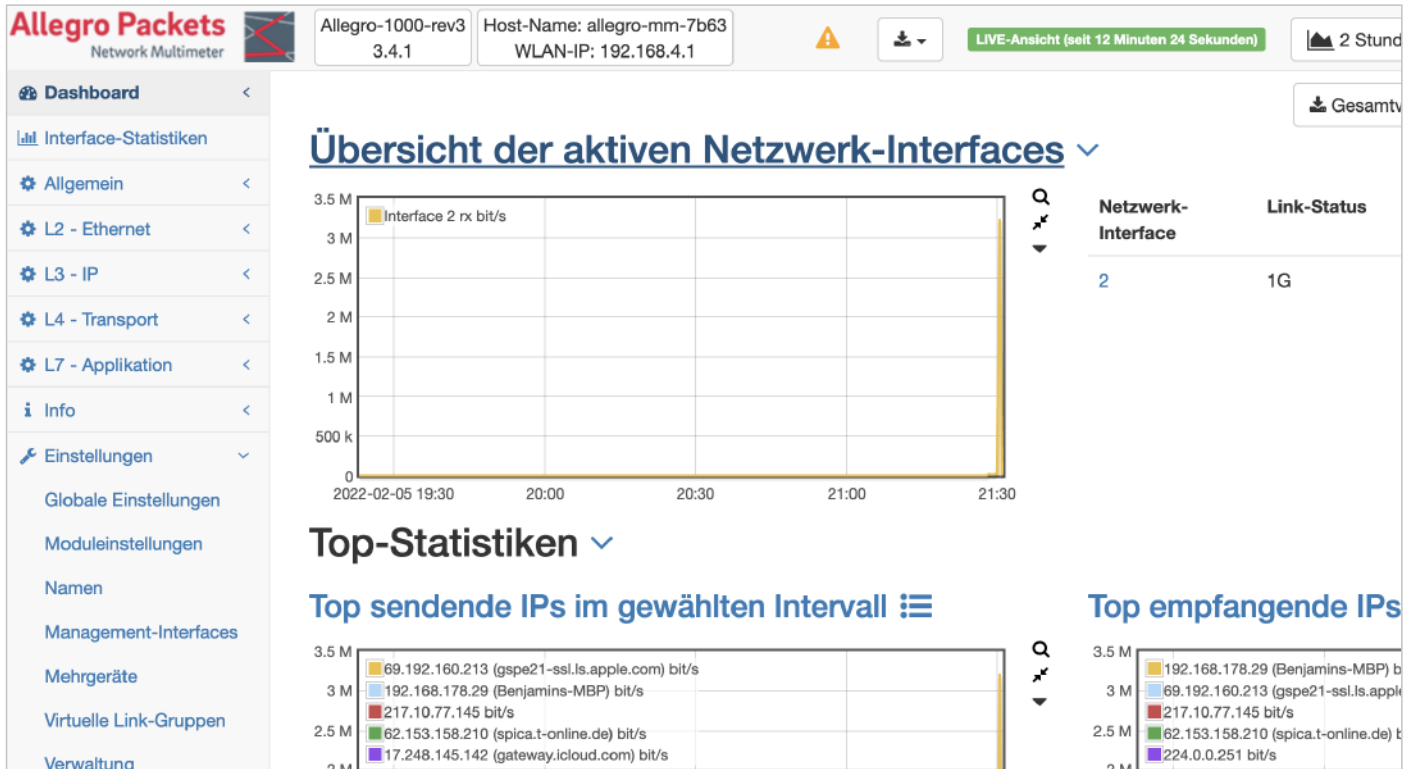 Allegro Packets
Network Multimeter
Allegro-1000-rev3
3.4.1
Host-Name: allegro-mm-7b63
WLAN-IP: 192.168.4.1
LIVE-Ansicht (seit 12 Minuten 24 Sekunden)
2 Stund
Dashboard
Interface-Statistiken
Allgemein
L2 - Ethernet
L3 - IP
L4 - Transport
L7 - Applikation
Info
Einstellungen
Globale Einstellungen
Moduleinstellungen
Namen
Management-Interfaces
Mehrgeräte
Virtuelle Link-Gruppen
Verwaltung
Gesamtv
Übersicht der aktiven Netzwerk-Interfaces
3.5 M
3 M
2.5 M
2 M
1.5 M
1 M
500 k
0
Interface 2 rx bit/s
2022-02-05 19:30 20:00 20:30 21:00 21:30
Netzwerk-Interface Link-Status
2 1G
Top-Statistiken
Top sendende IPs im gewählten Intervall
3.5 M
3 M
2.5 M
2 M
69.192.160.213 (gspe21-ssl.ls.apple.com) bit/s
192.168.178.29 (Benjamins-MBP) bit/s
217.10.77.145 bit/s
62.153.158.210 (spica.t-online.de) bit/s
17.248.145.142 (gateway.icloud.com) bit/s
Top empfangende IPs
3.5 M
3 M
2.5 M
2 M
192.168.178.29 (Benjamins-MBP) b
69.192.160.213 (gspe21-ssl.ls.apple
217.10.77.145 bit/s
62.153.158.210 (spica.t-online.de) b
224.0.0.251 bit/s